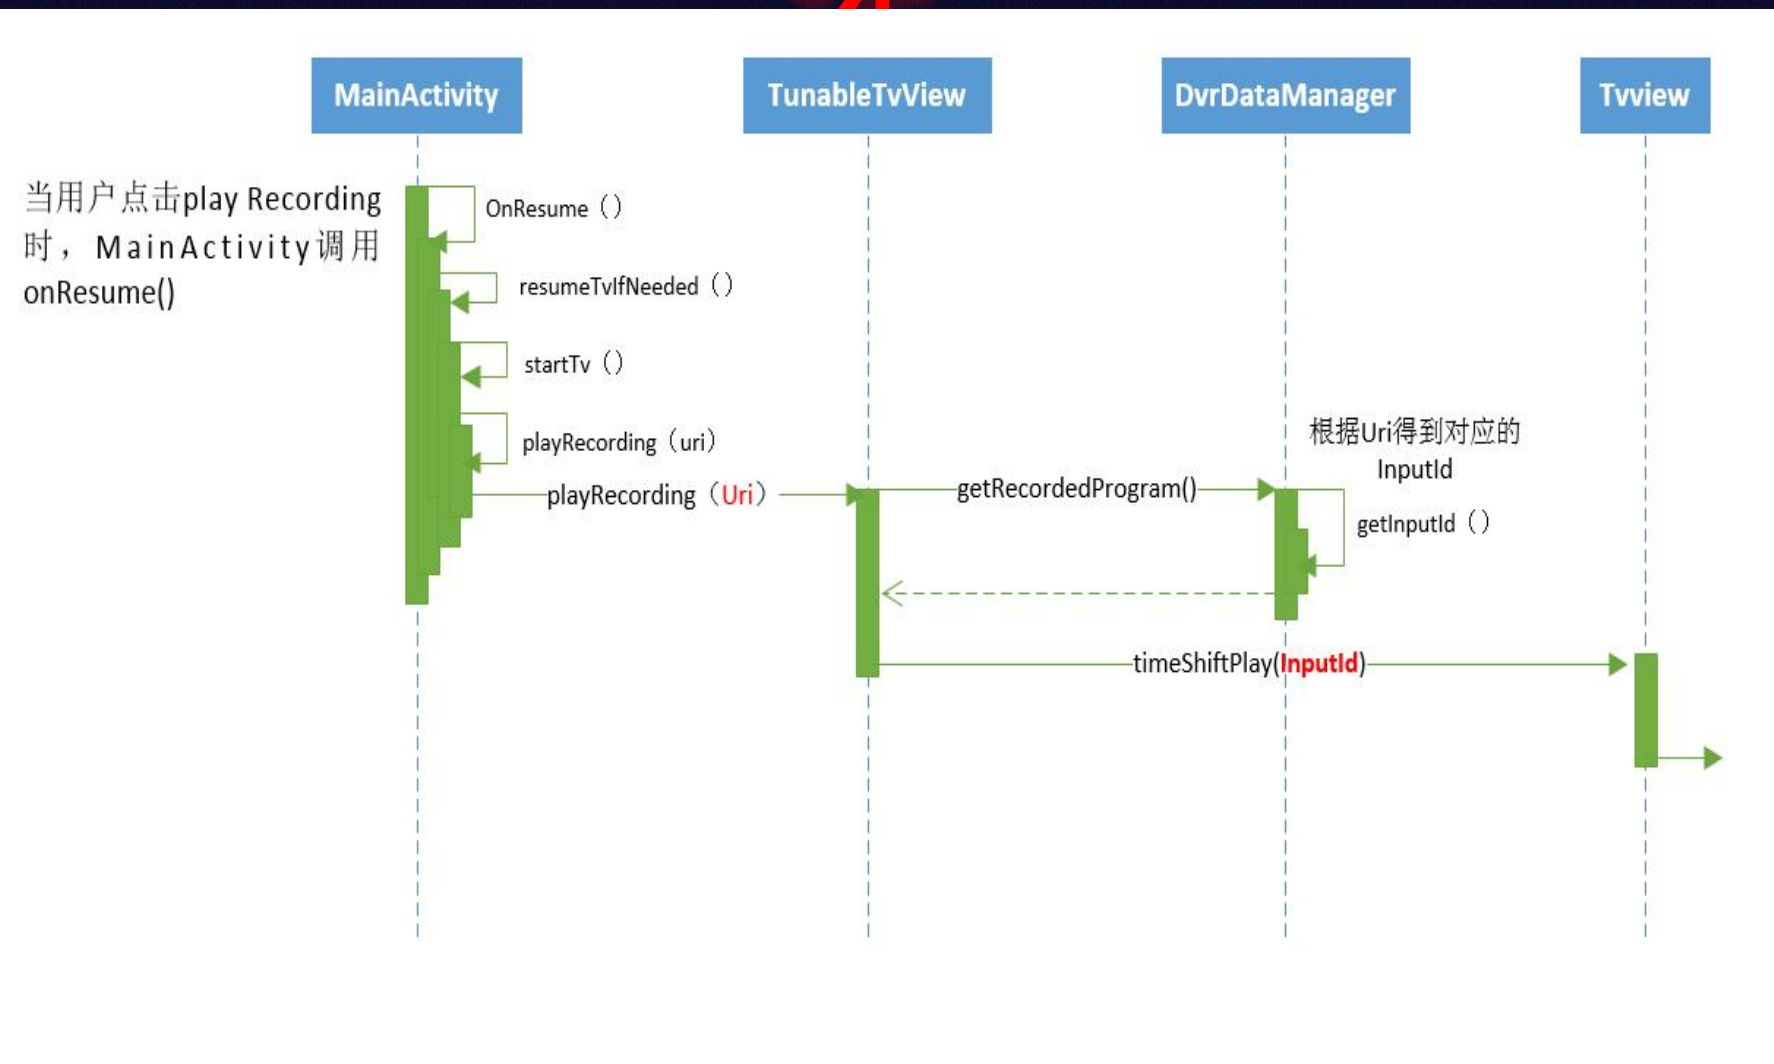 MainActivity
TunableTvView
DvrDataManager
Tvview
当用户点击play Recording
时，MainActivity调用
onResume()
OnResume（）
resumeTvIfNeeded（）
startTv（）
playRecording（uri）
playRecording（Uri）
getRecordedProgram()
根据Uri得到对应的
InputId
getInputId（）
timeShiftPlay(InputId)